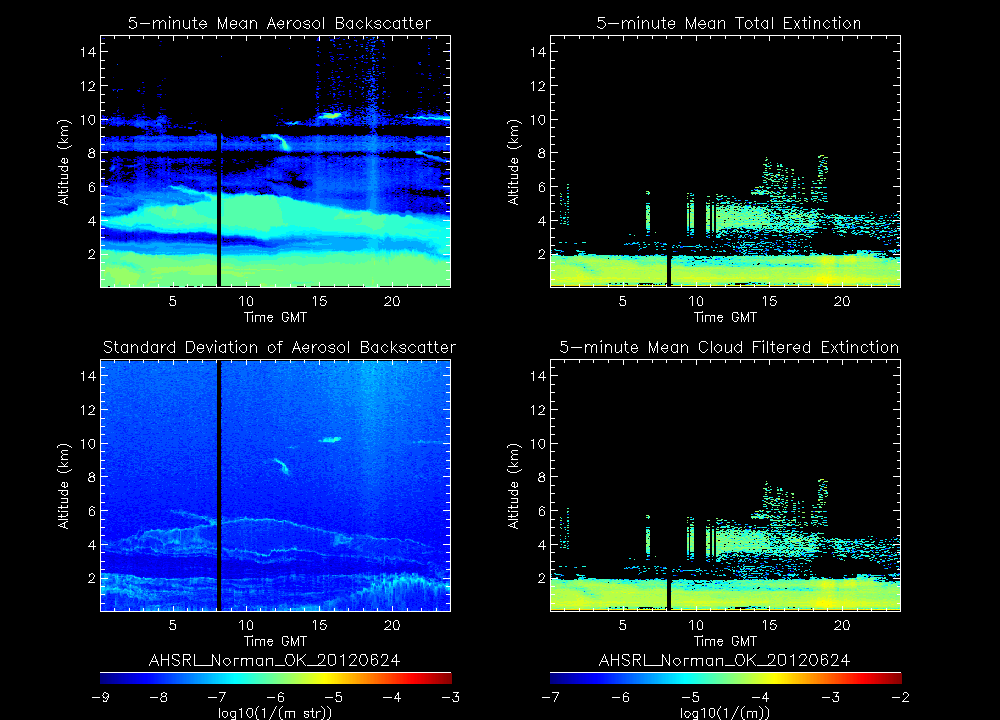 5-minute Mean Aerosol Backscatter
Altitude (km)
14
12
10
8
6
4
2
5 10 15 20
Time GMT
5-minute Mean Total Extinction
Altitude (km)
14
12
10
8
6
4
2
5 10 15 20
Time GMT
Standard Deviation of Aerosol Backscatter
Altitude (km)
14
12
10
8
6
4
2
5 10 15 20
Time GMT
5-minute Mean Cloud Filtered Extinction
Altitude (km)
14
12
10
8
6
4
2
5 10 15 20
Time GMT
AHSRL_Norman_OK_20120624
-9 -8 -7 -6 -5 -4 -3
log10(1/(m str))
AHSRL_Norman_OK_20120624
-7 -6 -5 -4 -3 -2
log10(1/(m))